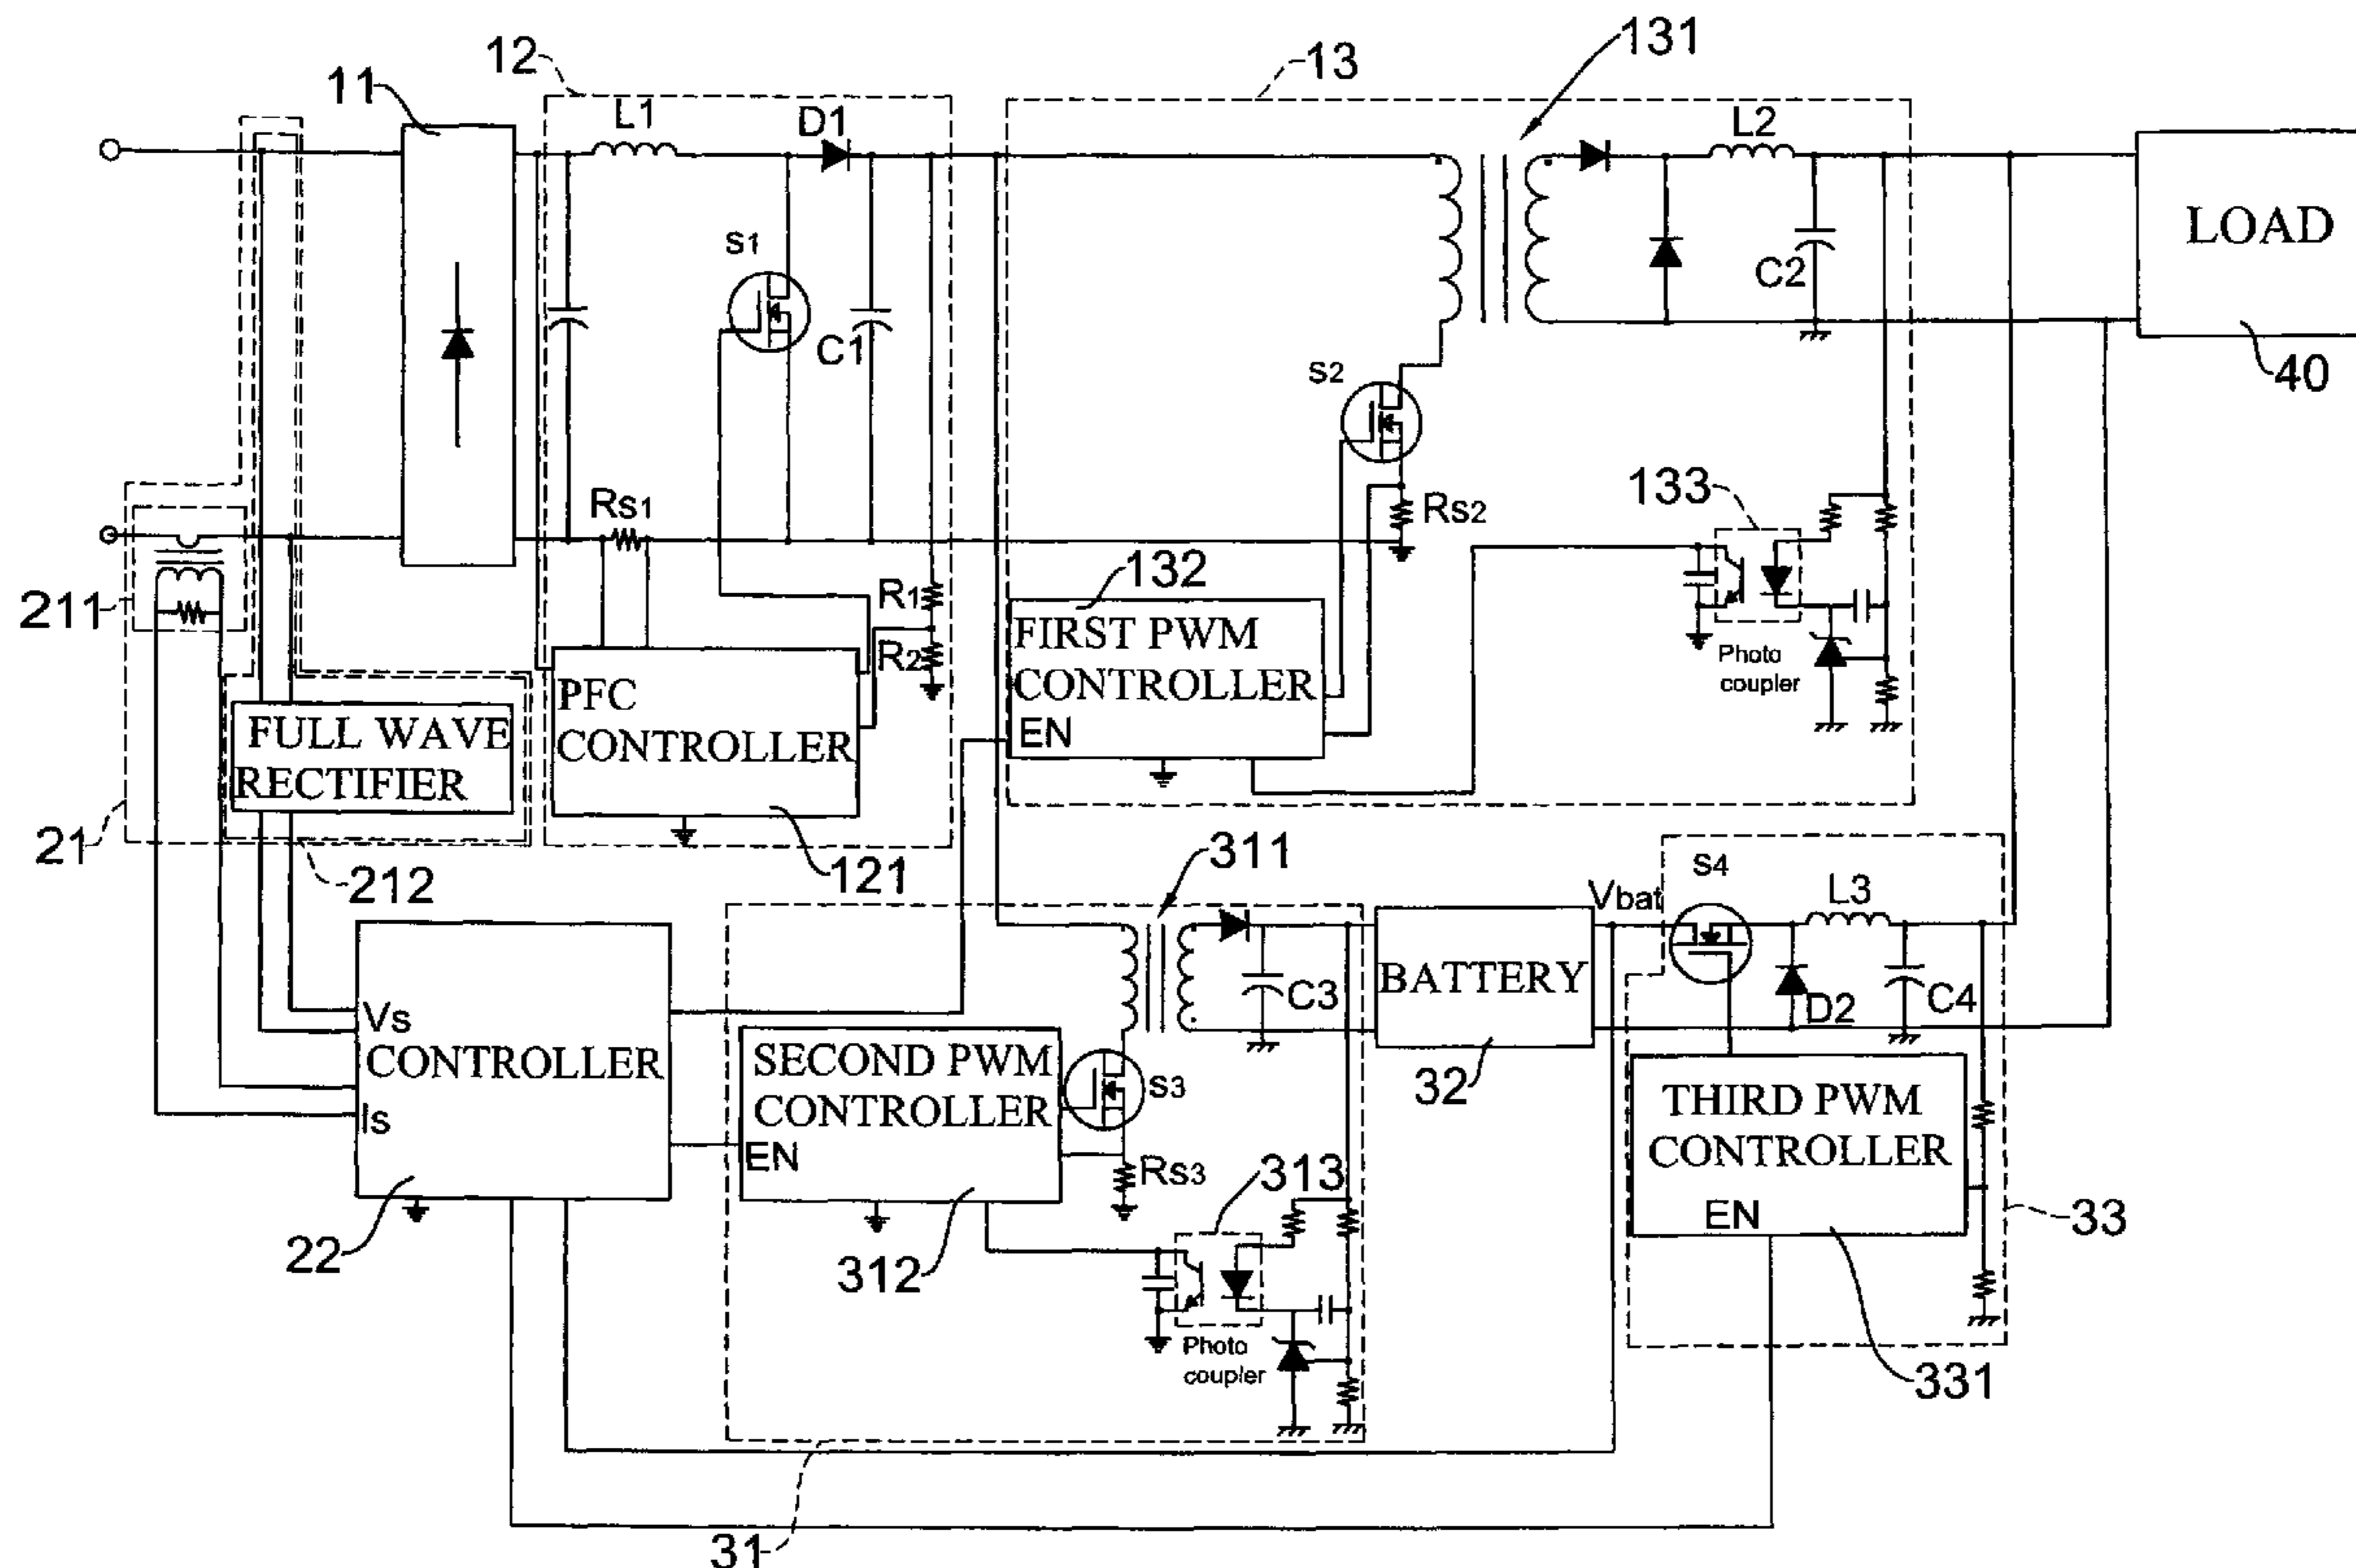 12
13
131
11
L1
D1
L2
S1
C1
C2
LOAD
S2
40
Rs1
Rs2
133
211
R1
R2
132
FIRST PWM
CONTROLLER
EN
Photo
coupler
PFC
CONTROLLER
FULL WAVE
RECTIFIER
21
212
121
311
Vbat
S4
L3
Vs
CONTROLLER
Is
C3
BATTERY
D2
C4
SECOND PWM
CONTROLLER
EN
S3
32
THIRD PWM
CONTROLLER
EN
Rs3
313
33
22
312
Photo
coupler
331
31